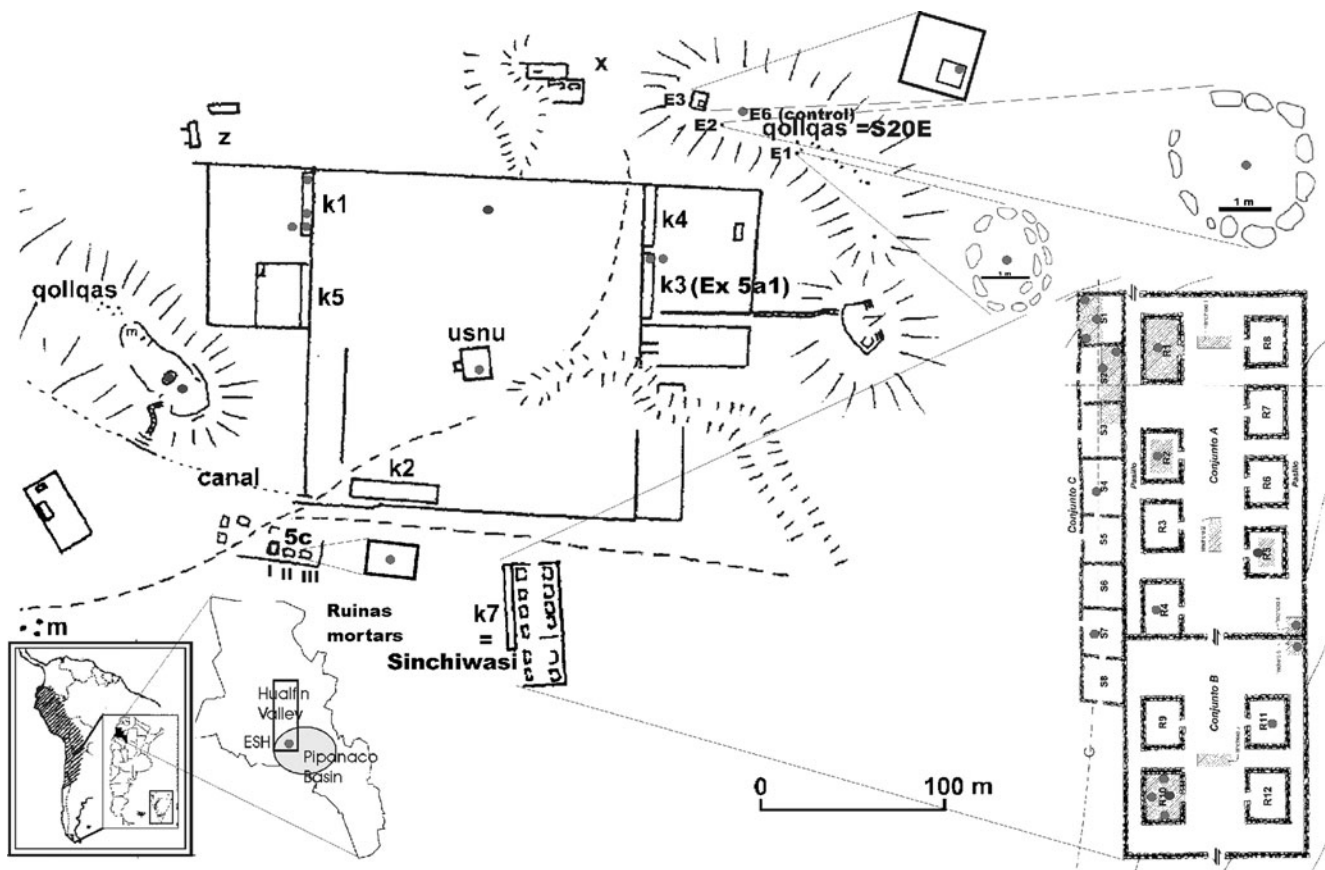 x
E3
E6 (control)
E2
qollqas =S20E
E1
z
k1
k4
1 m
1 m
k3 (Ex 5a1)
k5
qollqas
usnu
canal
k2
5c
I II III
m
Ruinas
mortars
k7
=
Sinchiwasi
Hualfin
Valley
ESH
Pipanaco
Basin
0 100 m
S1
S2
S3
S4
S5
S6
S7
S8
Conjunto C
Pasillo
Conjunto A
Pasillo
Conjunto B
R1
R8
R2
R7
R3
R6
R4
R5
R9
R11
R10
R12
G